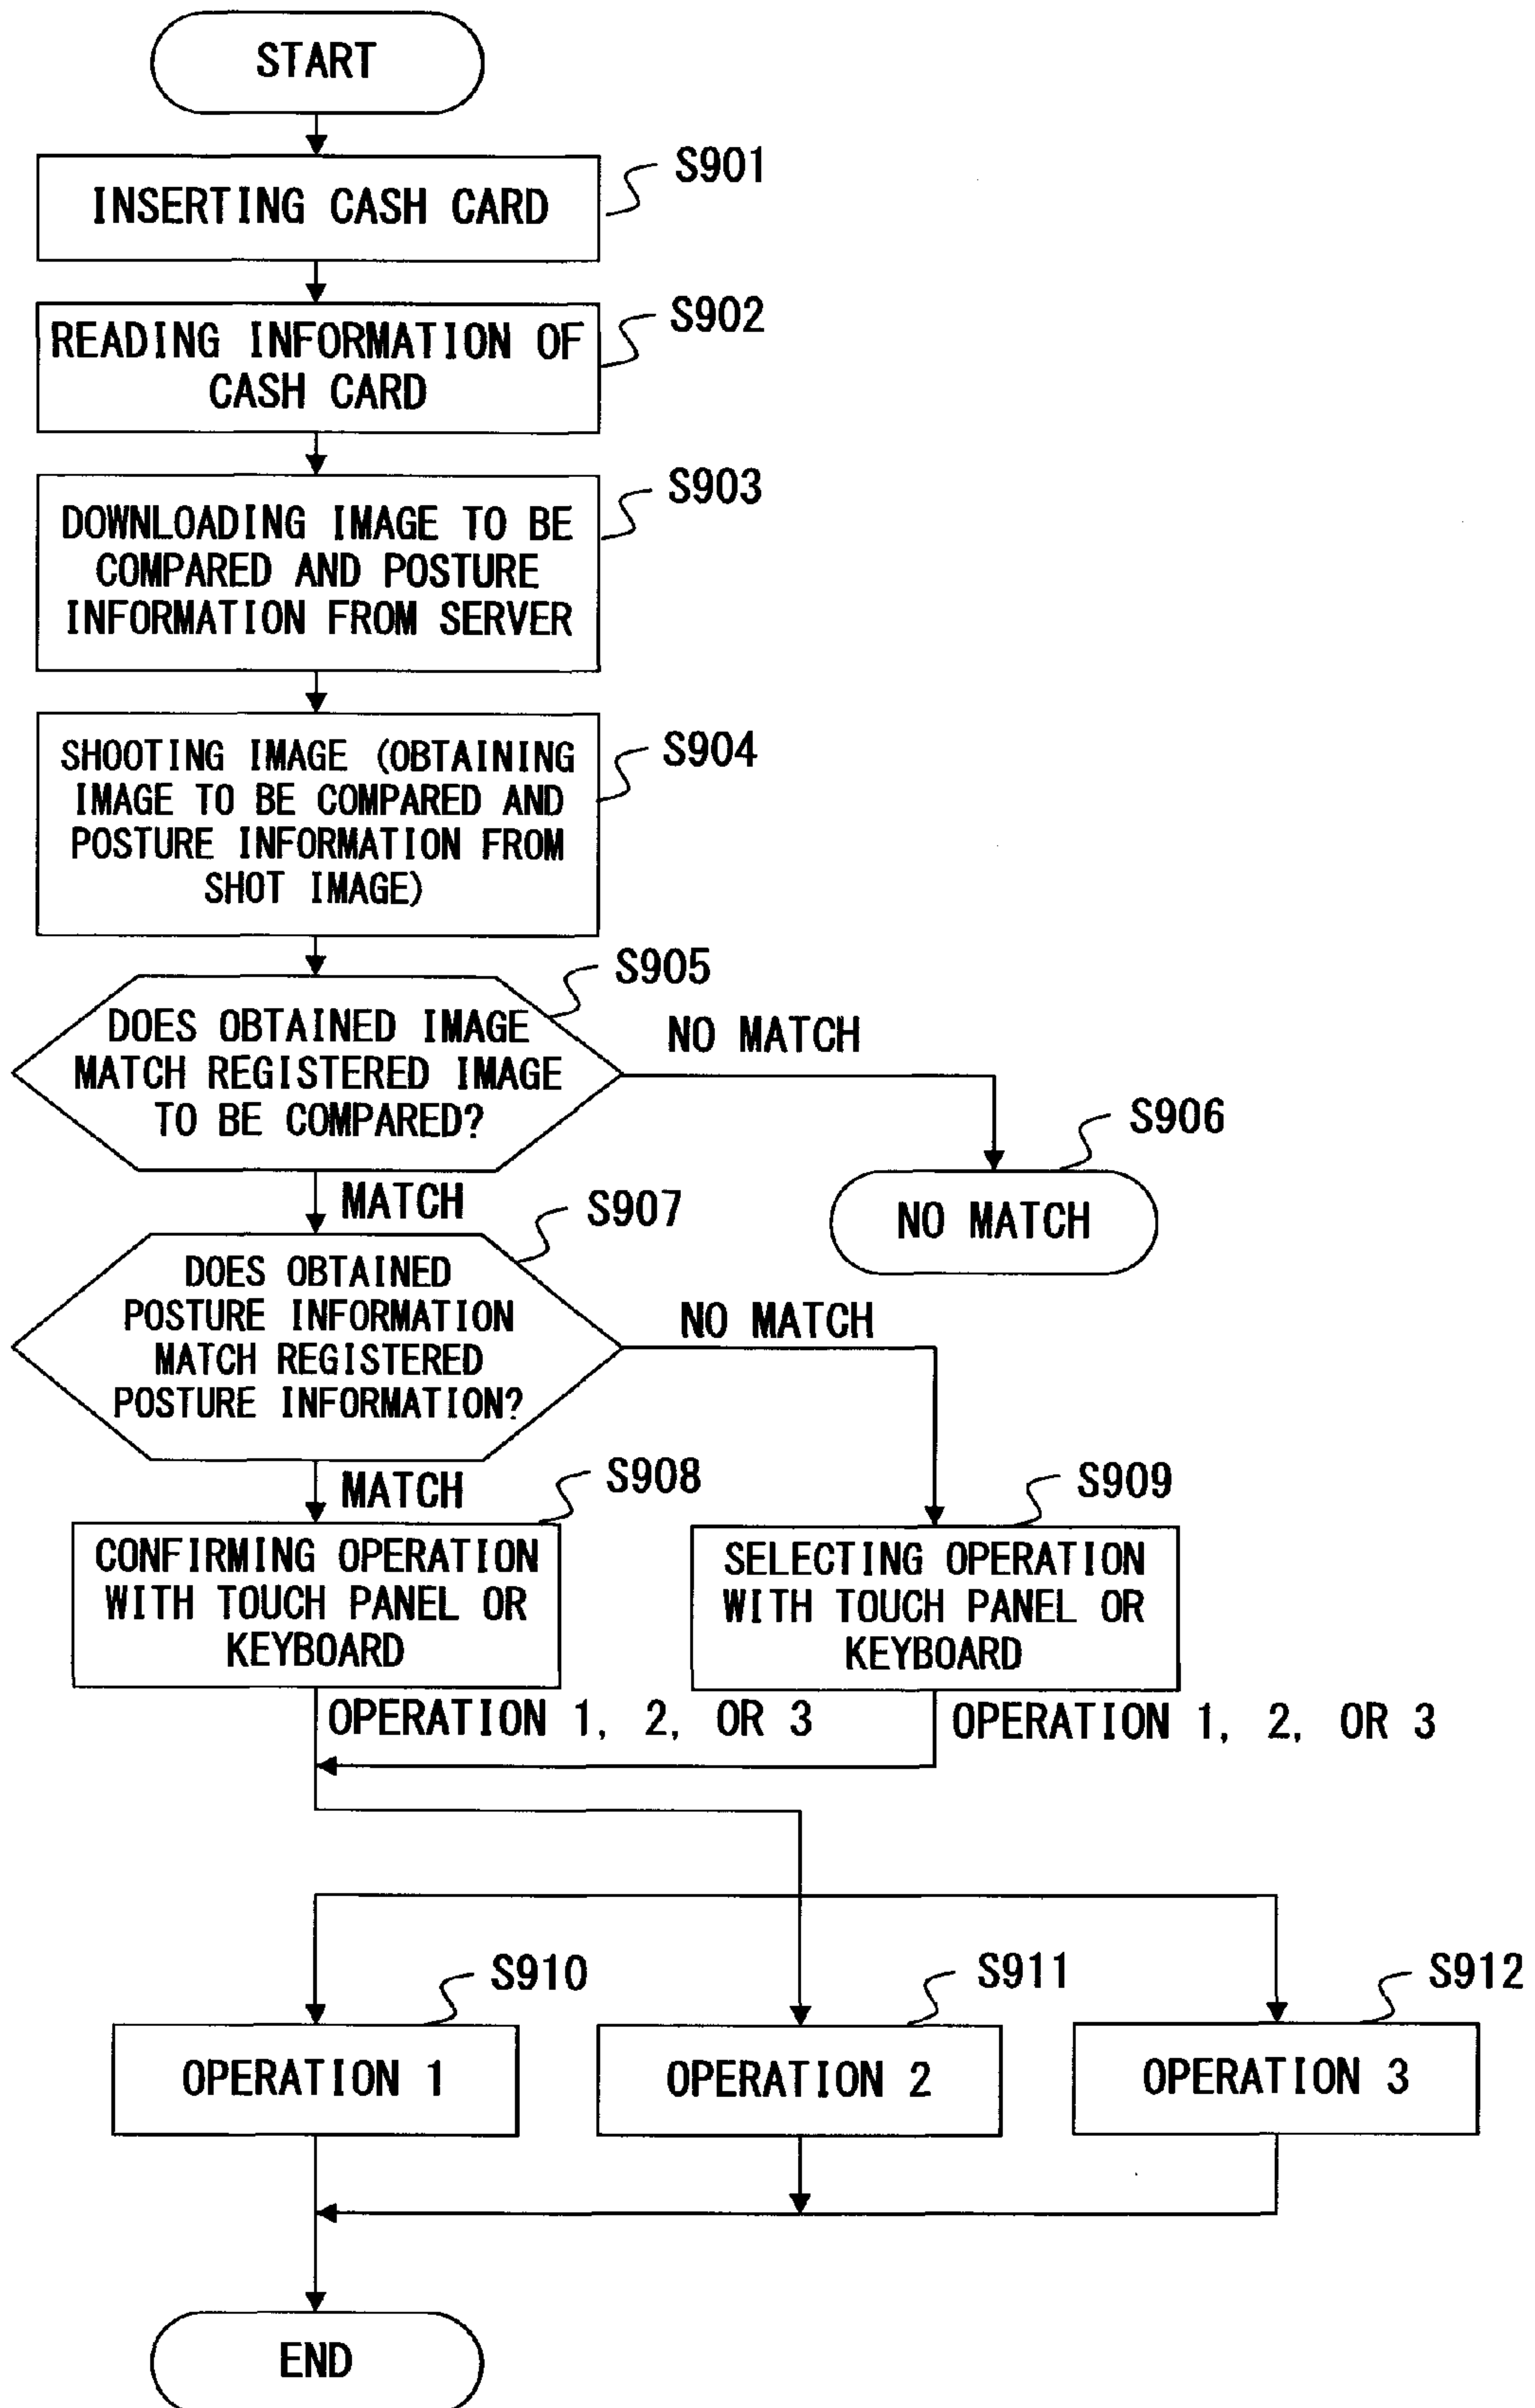 START
S901
INSERTING CASH CARD
S902
READING INFORMATION OF
CASH CARD
S903
DOWNLOADING IMAGE TO BE
COMPARED AND POSTURE
INFORMATION FROM SERVER
S904
SHOOTING IMAGE (OBTAINING
IMAGE TO BE COMPARED AND
POSTURE INFORMATION FROM
SHOT IMAGE)
S905
DOES OBTAINED IMAGE
MATCH REGISTERED IMAGE
TO BE COMPARED?
NO MATCH
S906
NO MATCH
MATCH
S907
DOES OBTAINED
POSTURE INFORMATION
MATCH REGISTERED
POSTURE INFORMATION?
NO MATCH
MATCH
S908
CONFIRMING OPERATION
WITH TOUCH PANEL OR
KEYBOARD
S909
SELECTING OPERATION
WITH TOUCH PANEL OR
KEYBOARD
OPERATION 1, 2, OR 3
OPERATION 1, 2, OR 3
S910
OPERATION 1
S911
OPERATION 2
S912
OPERATION 3
END